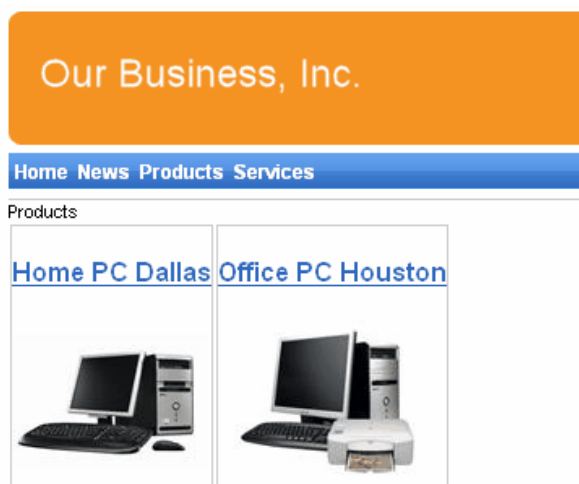 Our Business, Inc.
Home News Products Services
Products
Home PC Dallas Office PC Houston